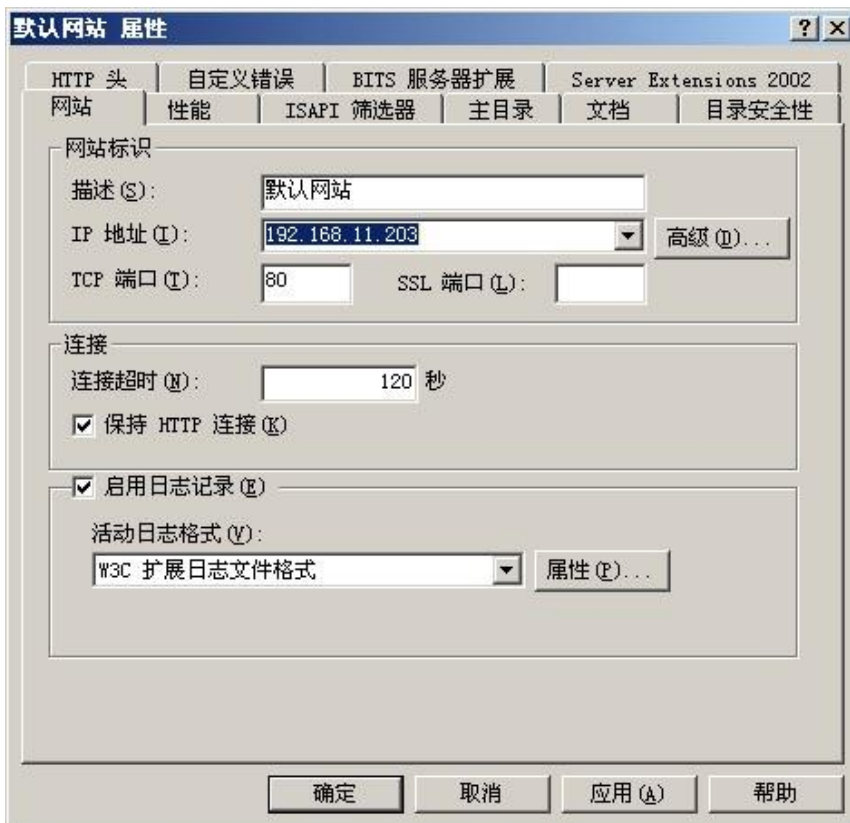 默认网站 属性
HTTP 头 自定义错误 BITS 服务器扩展 Server Extensions 2002
网站 性能 ISAPI 筛选器 主目录 文档 目录安全性
网站标识
描述(S): 默认网站
IP 地址(I): 192.168.11.203 高级(D)...
TCP 端口(T): 80 SSL 端口(L):
连接
连接超时(N): 120 秒
保持 HTTP 连接(K)
启用日志记录(E)
活动日志格式(V):
W3C 扩展日志文件格式 属性(P)...
确定 取消 应用(A) 帮助